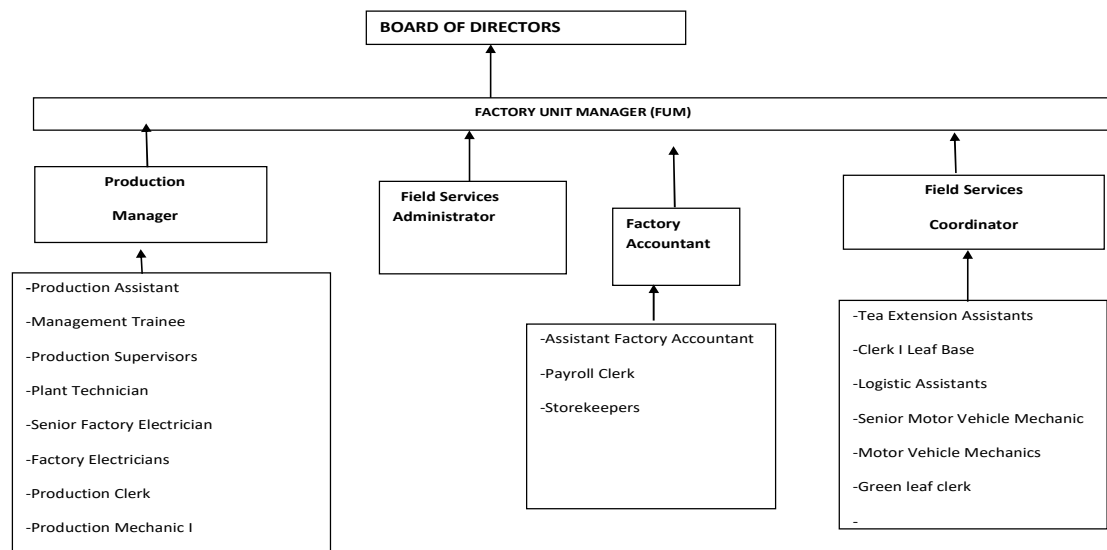 BOARD OF DIRECTORS
FACTORY UNIT MANAGER (FUM)
Production
Manager
Field Services
Administrator
Factory
Accountant
Field Services
Coordinator
-Production Assistant
-Management Trainee
-Production Supervisors
-Plant Technician
-Senior Factory Electrician
-Factory Electricians
-Production Clerk
-Production Mechanic I
-Assistant Factory Accountant
-Payroll Clerk
-Storekeepers
-Tea Extension Assistants
-Clerk I Leaf Base
-Logistic Assistants
-Senior Motor Vehicle Mechanic
-Motor Vehicle Mechanics
-Green leaf clerk
-